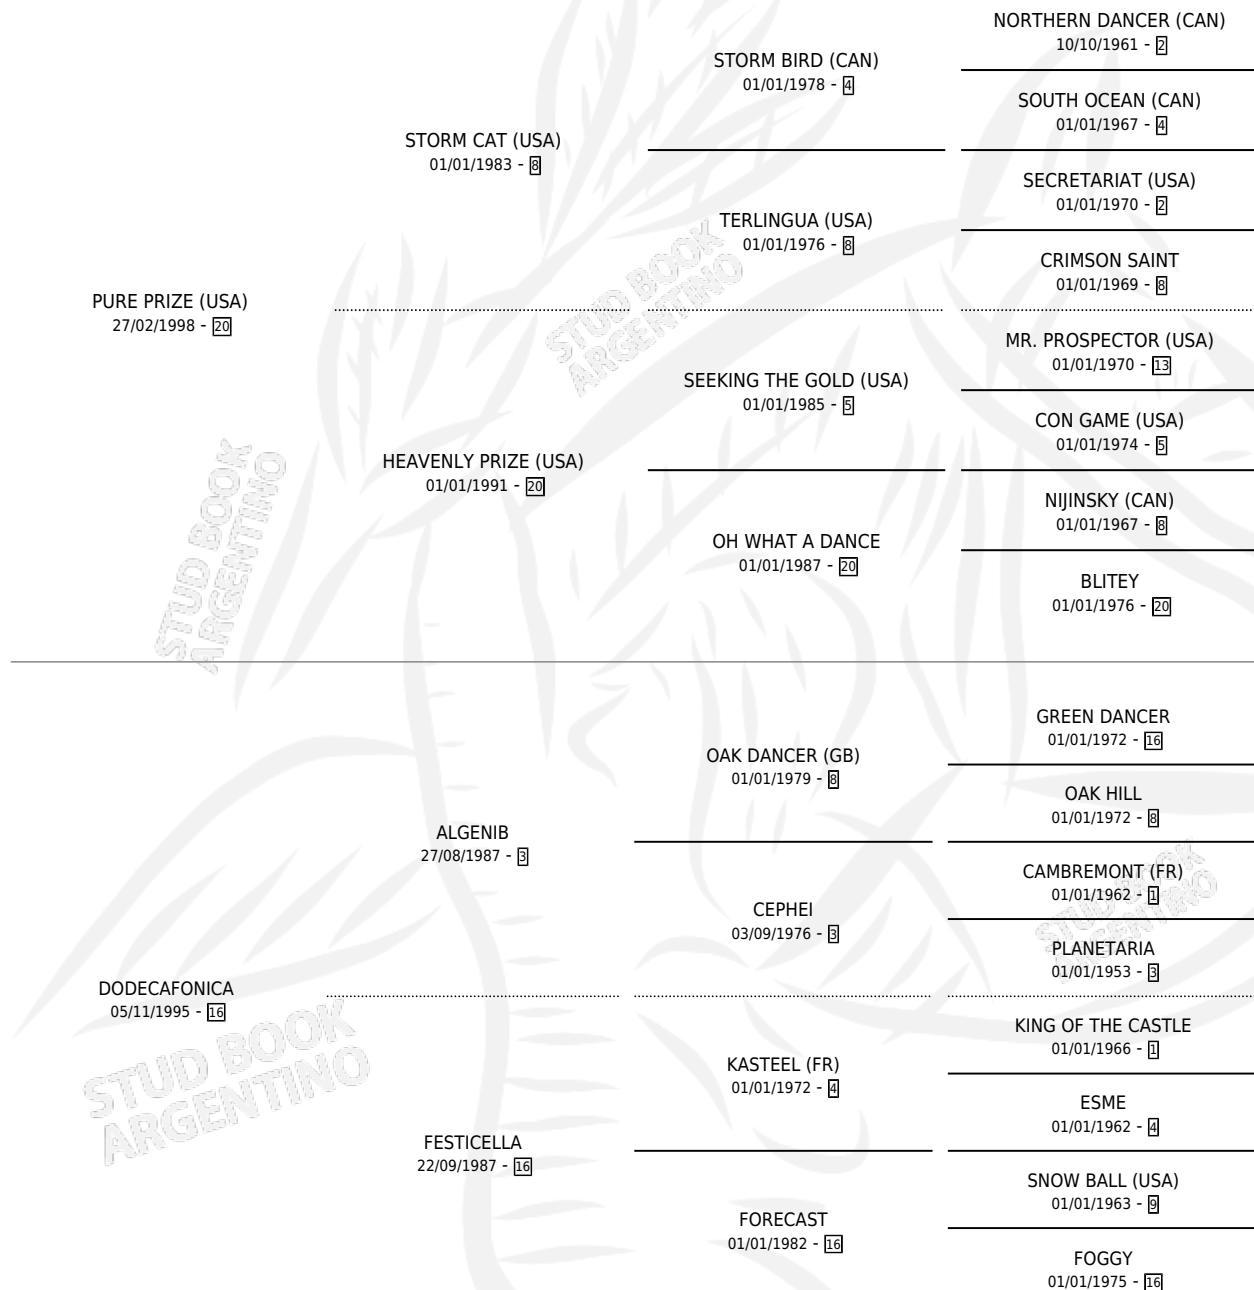 NORTHERN DANCER (CAN)
10/10/1961 - 2
STORM BIRD (CAN)
01/01/1978 - 4
SOUTH OCEAN (CAN)
01/01/1967 - 4
STORM CAT (USA)
01/01/1983 - 8
SECRETARIAT (USA)
01/01/1970 - 2
TERLINGUA (USA)
01/01/1976 - 8
CRIMSON SAINT
01/01/1969 - 8
PURE PRIZE (USA)
27/02/1998 - 20
MR. PROSPECTOR (USA)
01/01/1970 - 13
SEEKING THE GOLD (USA)
01/01/1985 - 5
CON GAME (USA)
01/01/1974 - 5
HEAVENLY PRIZE (USA)
01/01/1991 - 20
NIJINSKY (CAN)
01/01/1967 - 8
OH WHAT A DANCE
01/01/1987 - 20
BLITEY
01/01/1976 - 20
GREEN DANCER
01/01/1972 - 16
OAK DANCER (GB)
01/01/1979 - 8
OAK HILL
01/01/1972 - 8
ALGENIB
27/08/1987 - 3
CAMBREMONT (FR)
01/01/1962 - 1
CEPHEI
03/09/1976 - 3
PLANETARIA
01/01/1953 - 3
DODECAFONICA
05/11/1995 - 16
KING OF THE CASTLE
01/01/1966 - 1
KASTEEL (FR)
01/01/1972 - 4
ESME
01/01/1962 - 4
FESTICELLA
22/09/1987 - 16
SNOW BALL (USA)
01/01/1963 - 9
FORECAST
01/01/1982 - 16
FOGGY
01/01/1975 - 16
STUD BOOK
ARGENTINO
STUD BOOK
ARGENTINO
STUD BOOK
ARGENTINO
STUD BOOK
ARGENTINO